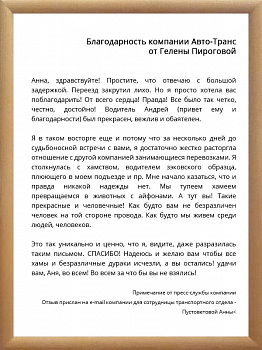 Благодарность компании Авто-Транс
от Гелены Пироговой
Анна, здравствуйте! Простите, что отвечаю с большой
задержкой. Переезд закрутил лихо. Но я просто хотела вас
поблагодарить! От всего сердца! Правда! Все было так четко,
честно, достойно! Водитель Андрей (привет ему и
благодарности) был прекрасен, вежлив и обаятелен.
Я в таком восторге еще и потому что за несколько дней до
судьбоносной встречи с вами, я достаточно жестко расторгла
отношение с другой компанией занимающиеся перевозками. Я
столкнулась с хамством, водителем зэковского образца,
плюющего в моем подъезде и пр. Мне начало казаться, что и
правда никакой надежды нет. Мы тупеем хамеем
превращаемся в животных с айфонами. А тут вы! Такие
прекрасные и человечные! Как будто вам не безразличен
человек на той стороне провода. Как будто мы живем среди
людей, человеков.
Это так уникально и ценно, что я, видите, даже разразилась
таким письмом. СПАСИБО! Надеюсь и желаю вам чтобы все
хамы и безразличные дураки исчезли, а вы остались! удачи
вам, Аня, во всем! Во всем за что бы вы не взялись!
Примечание от пресс-службы компании
Отзыв прислан на e-mail компании для сотрудницы транспортного отдела -
Пустоветовой Анны<